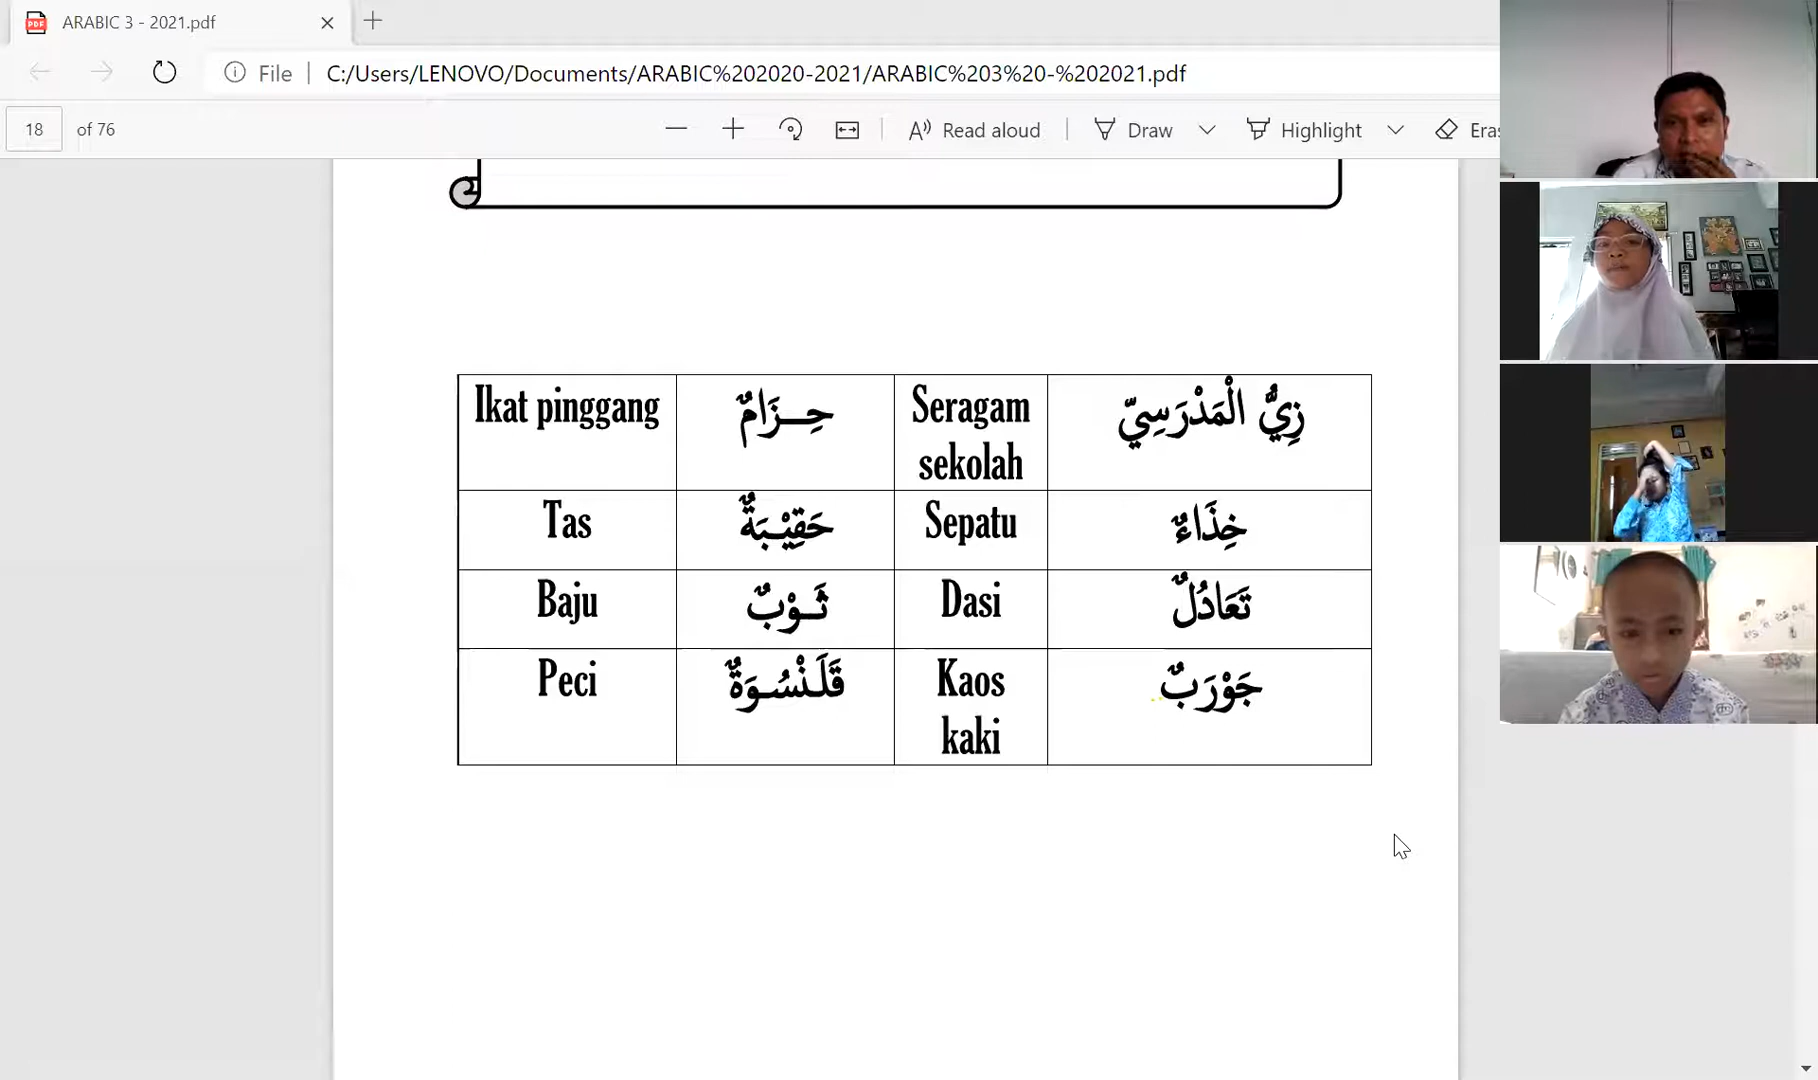 ARABIC 3 - 2021.pdf
File | C:/Users/LENOVO/Documents/ARABIC%202020-2021/ARABIC%203%20-%202021.pdf
18 of 76
Read aloud
Draw
Highlight
Eras
Ikat pinggang
حِزَامٌ
Seragam
sekolah
زِيُّ الْمَدْرَسِيّ
Tas
حَقِيْبَةٌ
Sepatu
خِذَاءٌ
Baju
ثَوْبٌ
Dasi
تَعَادُلٌ
Peci
قَلَنْسُوَةٌ
Kaos
kaki
جَوْرَبٌ